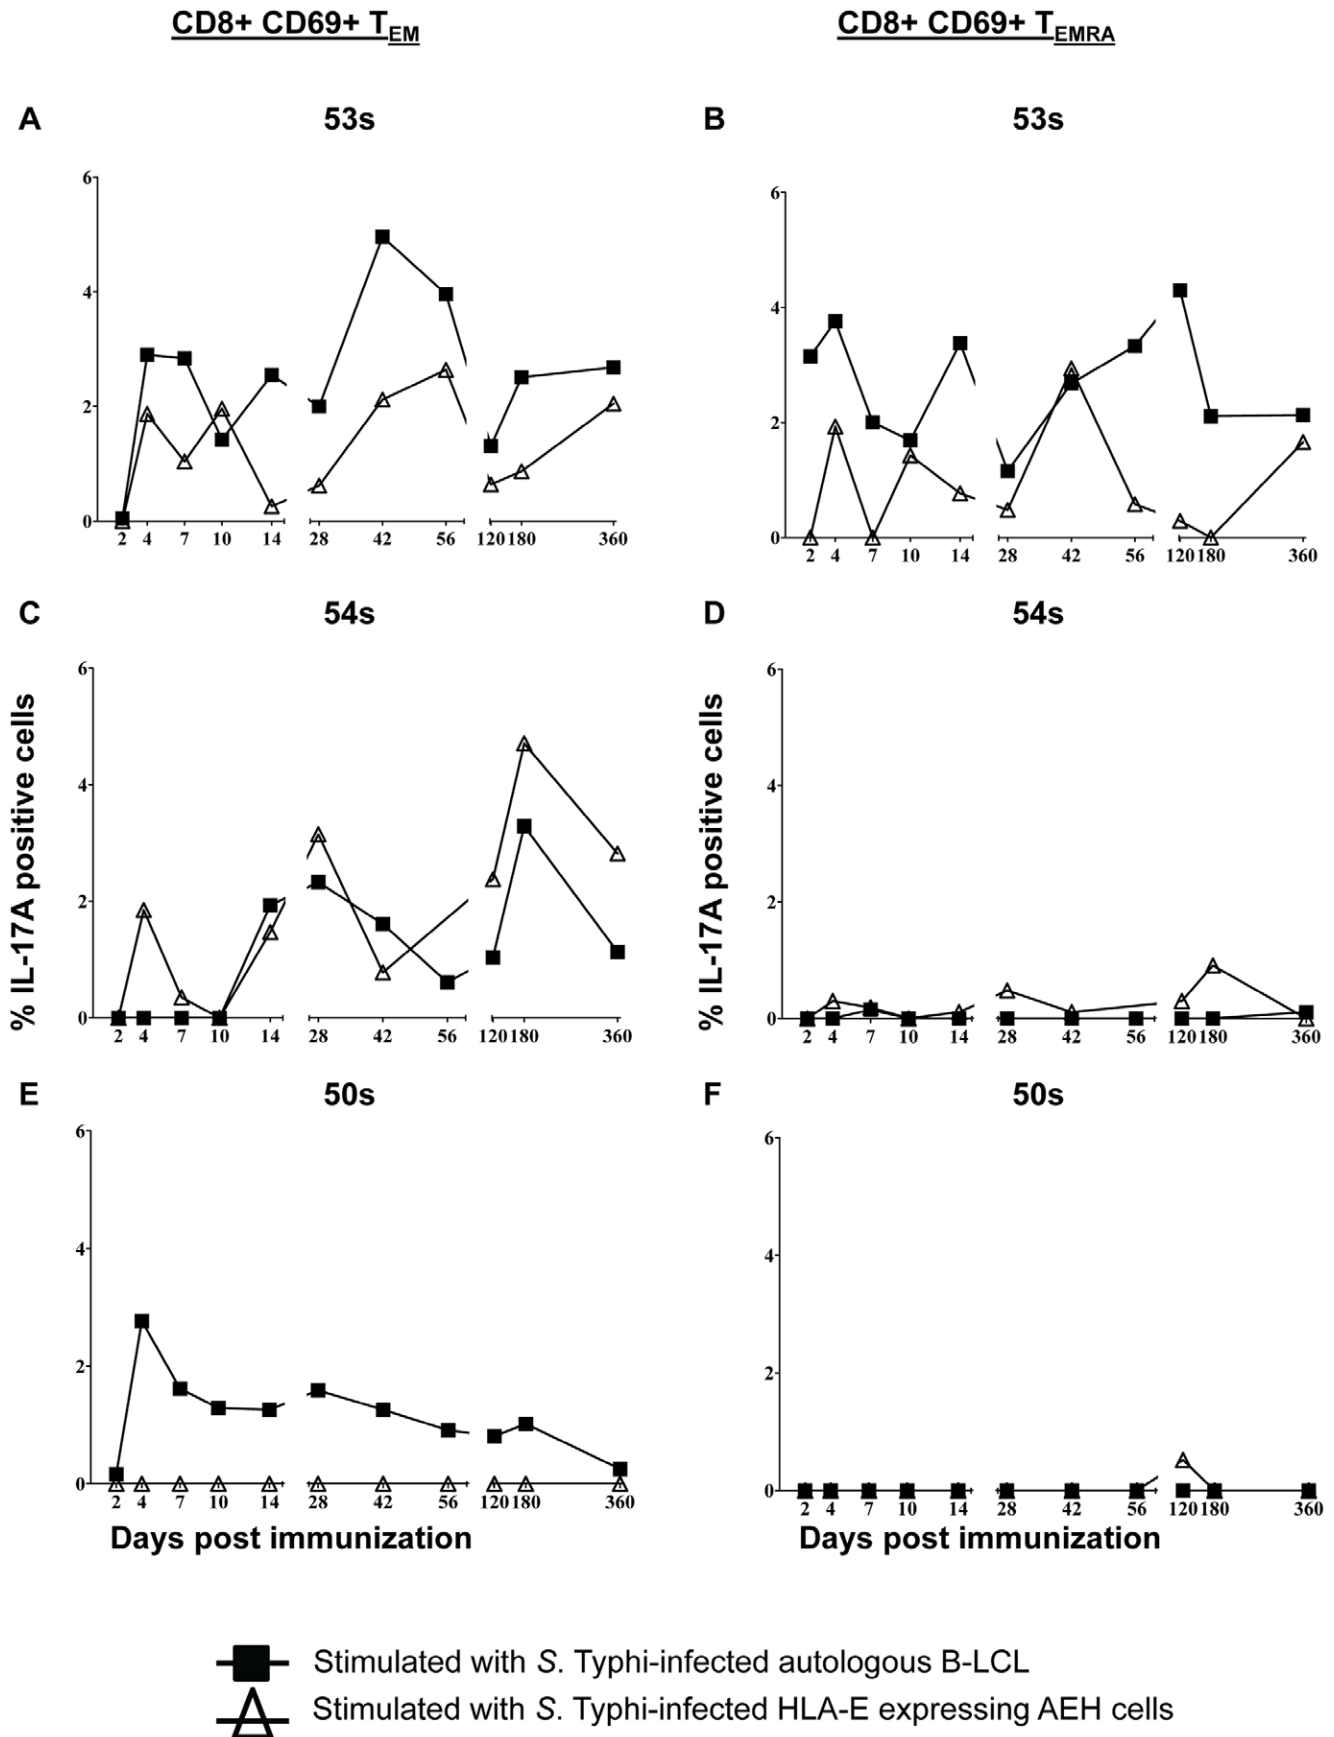 CD8+ CD69+ TEM
CD8+ CD69+ TEMRA
A
53s
B
53s
6
4
2
0
2 4 7 10 14 28 42 56 120 180 360
6
4
2
0
2 4 7 10 14 28 42 56 120 180 360
C
54s
D
54s
% IL-17A positive cells
6
4
2
0
2 4 7 10 14 28 42 56 120 180 360
% IL-17A positive cells
6
4
2
0
2 4 7 10 14 28 42 56 120 180 360
E
50s
F
50s
6
4
2
0
2 4 7 10 14 28 42 56 120 180 360
Days post immunization
6
4
2
0
2 4 7 10 14 28 42 56 120 180 360
Days post immunization
Stimulated with S. Typhi-infected autologous B-LCL
Stimulated with S. Typhi-infected HLA-E expressing AEH cells